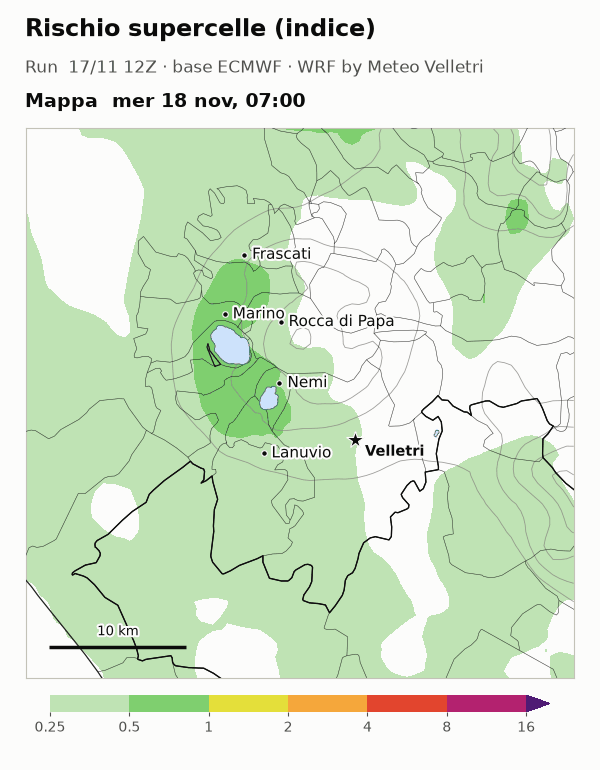 Rischio supercelle (indice)
Run  17/11 12Z · base ECMWF · WRF by Meteo Velletri
Mappa  mer 18 nov, 07:00
Frascati
Marino
Rocca di Papa
Nemi
Velletri
Lanuvio
10 km
0.25 0.5 1 2 4 8 16